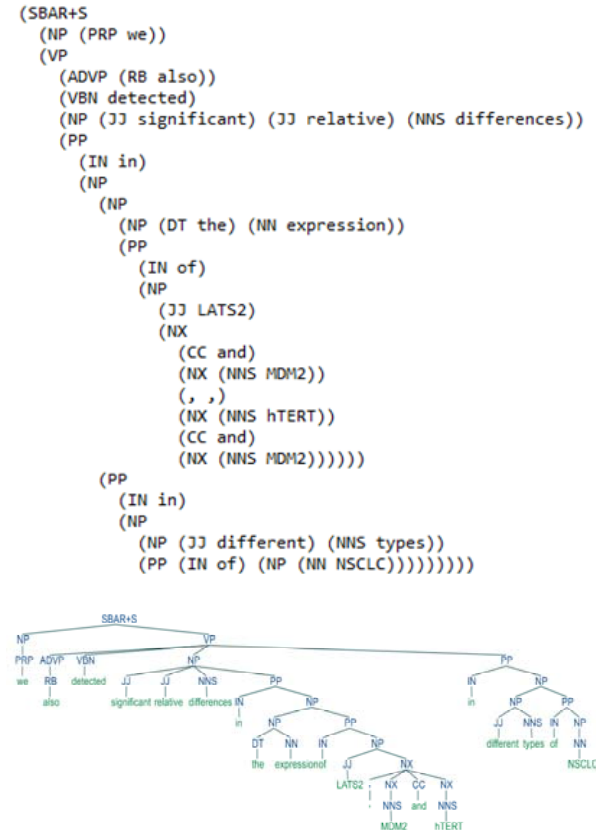 (SBAR+S
(NP (PRP we))
(VP
(ADVP (RB also))
(VBN detected)
(NP (JJ significant) (JJ relative) (NNS differences))
(PP
(IN in)
(NP
(NP
(NP (DT the) (NN expression))
(PP
(IN of)
(NP
(JJ LATS2)
(NX
(CC and)
(NX (NNS MDM2))
(, ,)
(NX (NNS hTERT))
(CC and)
(NX (NNS MDM2))))))
(PP
(IN in)
(NP
(NP (JJ different) (NNS types))
(PP (IN of) (NP (NN NSCLC)))))))))
SBAR+S
NP VP
PRP ADVP VBN NP PP
we RB detected JJ JJ NNS PP IN NP
also significant relative differences IN NP in NP PP
in NP PP JJ NNS IN NP
DT NN IN NP different types of NN
the expression of JJ NX NSCLC
LATS2 , NX CC NX
, NNS and NNS
MDM2 hTERT